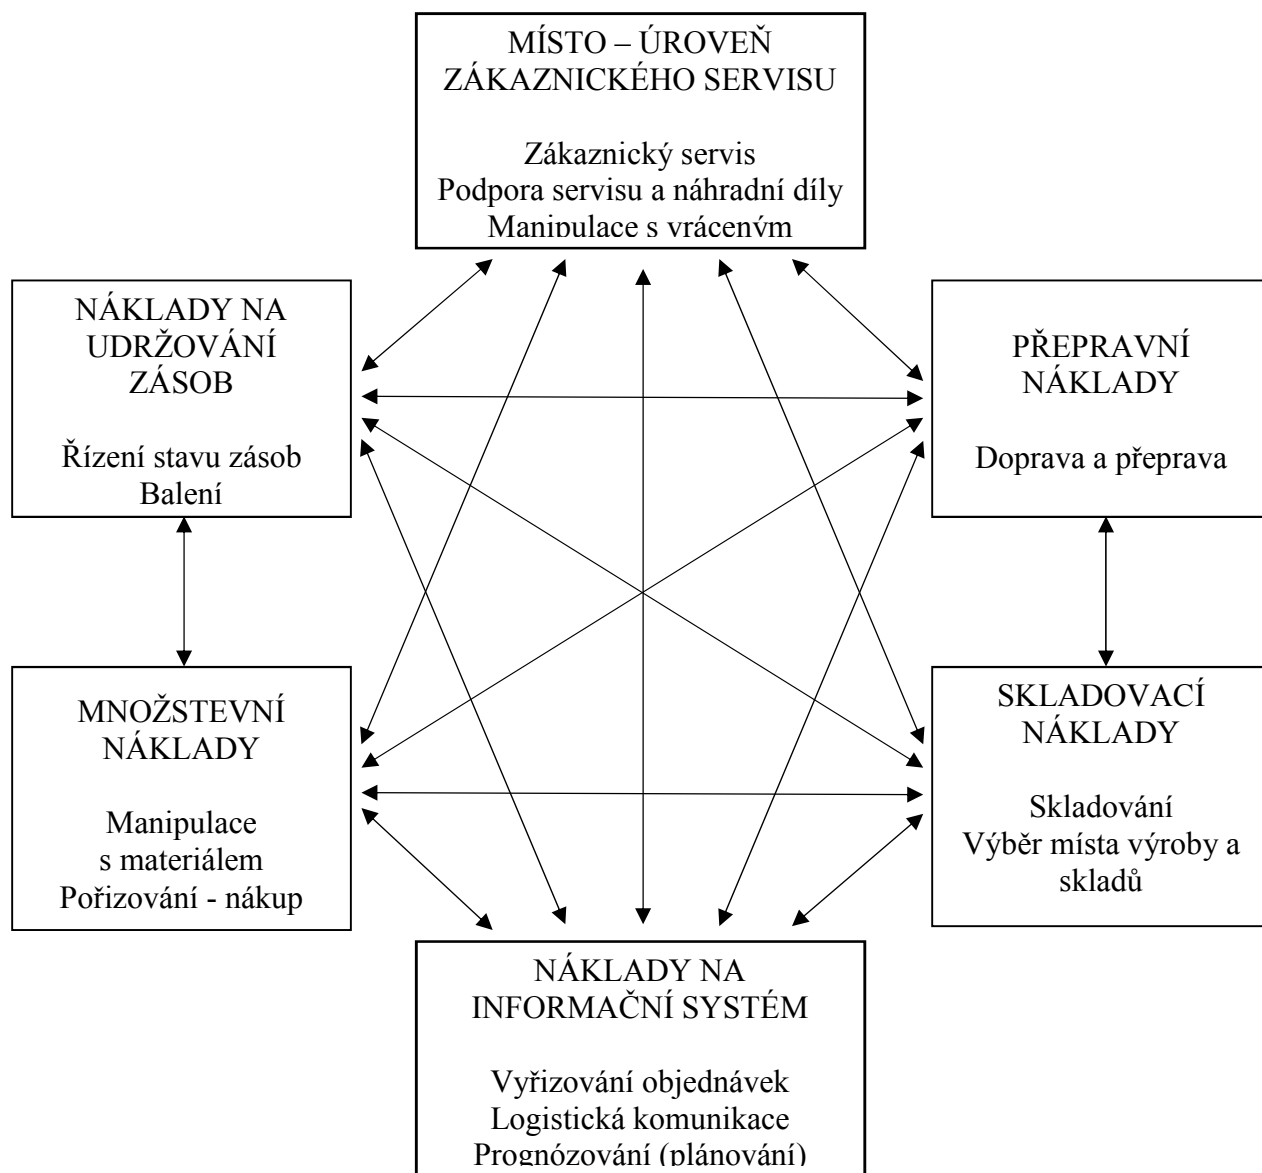 MÍSTO – ÚROVEŇ
ZÁKAZNICKÉHO SERVISU
Zákaznický servis
Podpora servisu a náhradní díly
Manipulace s vráceným
NÁKLADY NA
UDRŽOVÁNÍ
ZÁSOB
Řízení stavu zásob
Balení
PŘEPRAVNÍ
NÁKLADY
Doprava a přeprava
MNOŽSTEVNÍ
NÁKLADY
Manipulace
s materiálem
Pořizování - nákup
SKLADOVACÍ
NÁKLADY
Skladování
Výběr místa výroby a
skladů
NÁKLADY NA
INFORMAČNÍ SYSTÉM
Vyřizování objednávek
Logistická komunikace
Prognózování (plánování)